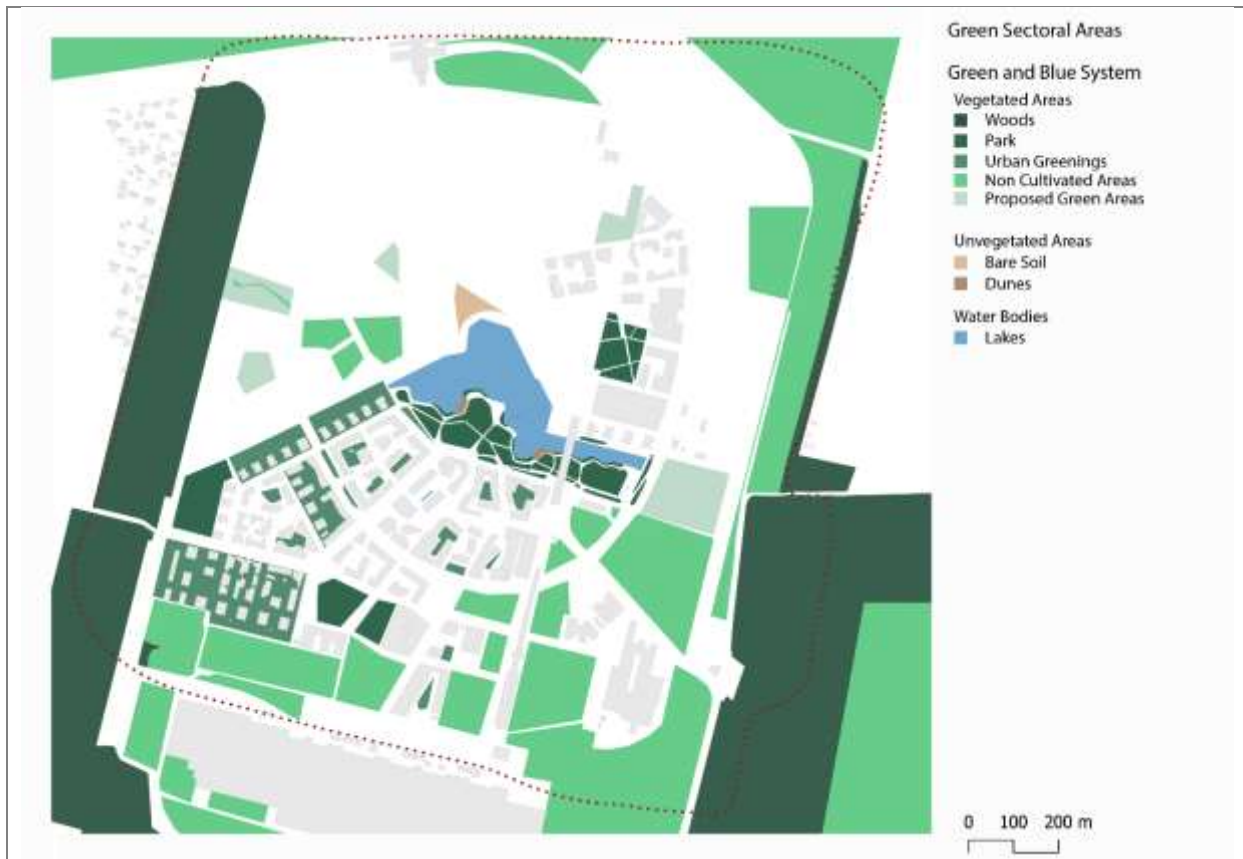 Green Sectoral Areas
Green and Blue System
Vegetated Areas
Woods
Park
Urban Greenings
Non Cultivated Areas
Proposed Green Areas
Unvegetated Areas
Bare Soil
Dunes
Water Bodies
Lakes
0 100 200 m